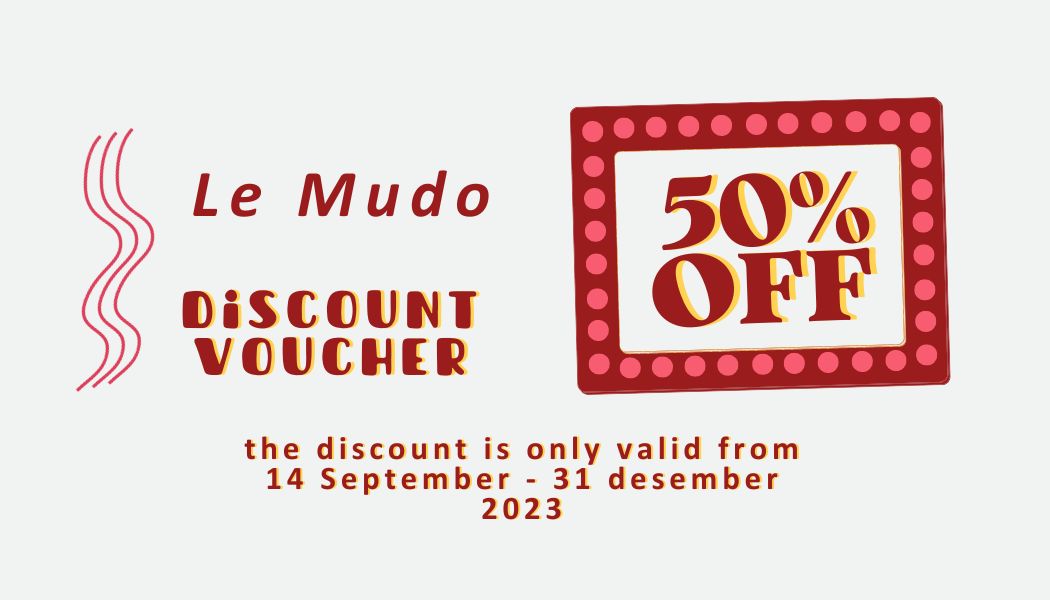 Le Mudo
DiSCOUNT
VOUCHER
50%
OFF
the discount is only valid from
14 September - 31 desember
2023